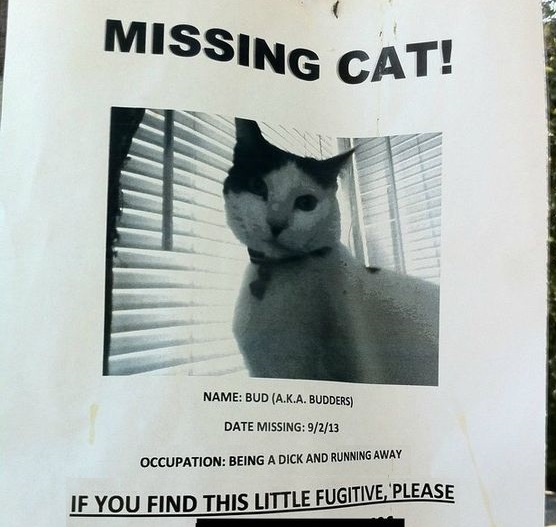 MISSING CAT!
NAME: BUD (A.K.A. BUDDERS)
DATE MISSING: 9/2/13
OCCUPATION: BEING A DICK AND RUNNING AWAY
IF YOU FIND THIS LITTLE FUGITIVE, PLEASE